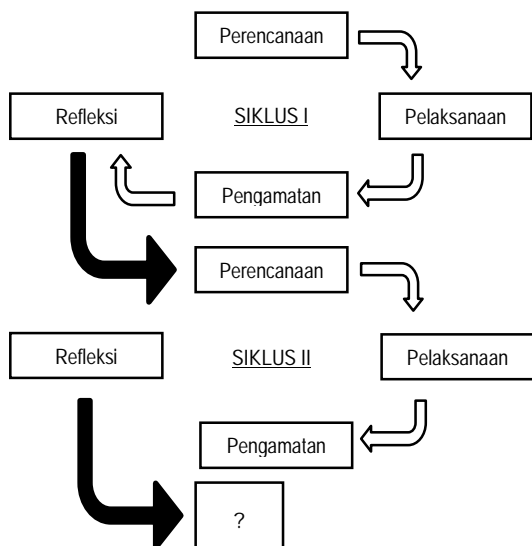 Perencanaan
Refleksi
SIKLUS I
Pelaksanaan
Pengamatan
Perencanaan
Refleksi
SIKLUS II
Pelaksanaan
Pengamatan
?